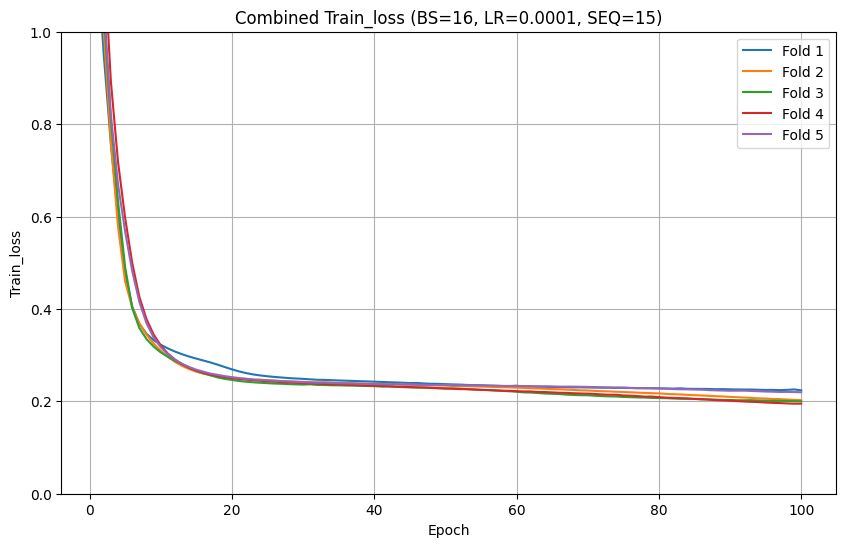 Combined Train_loss (BS=16, LR=0.0001, SEQ=15)
Fold 1
Fold 2
Fold 3
Fold 4
Fold 5
Train_loss
1.0
0.8
0.6
0.4
0.2
0.0
0
20
40
60
80
100
Epoch